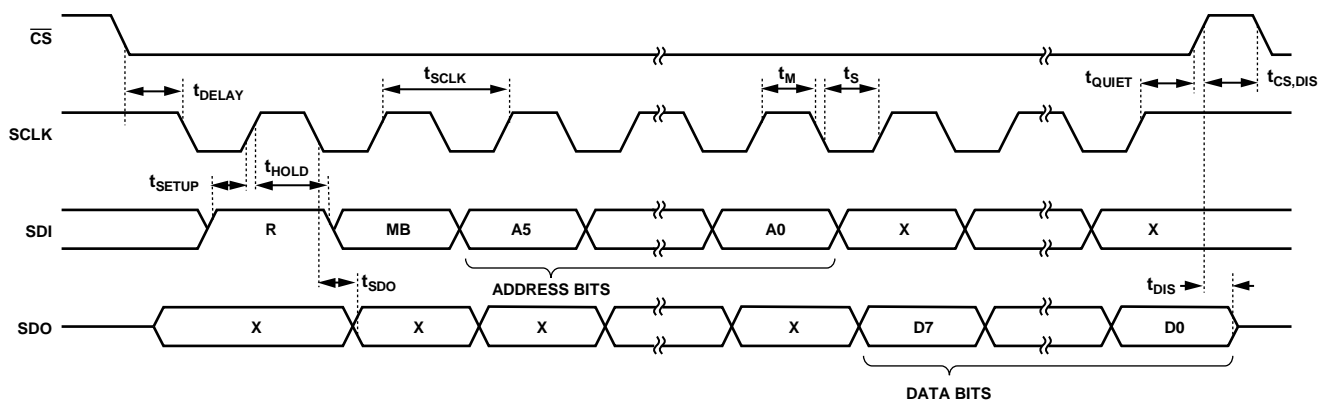 CS
tDELAY
tSCLK
tM
tS
tQUIET
tCS,DIS
SCLK
tSETUP
tHOLD
SDI
R
MB
A5
A0
X
X
tSDO
ADDRESS BITS
tDIS
SDO
X
X
X
X
D7
D0
DATA BITS